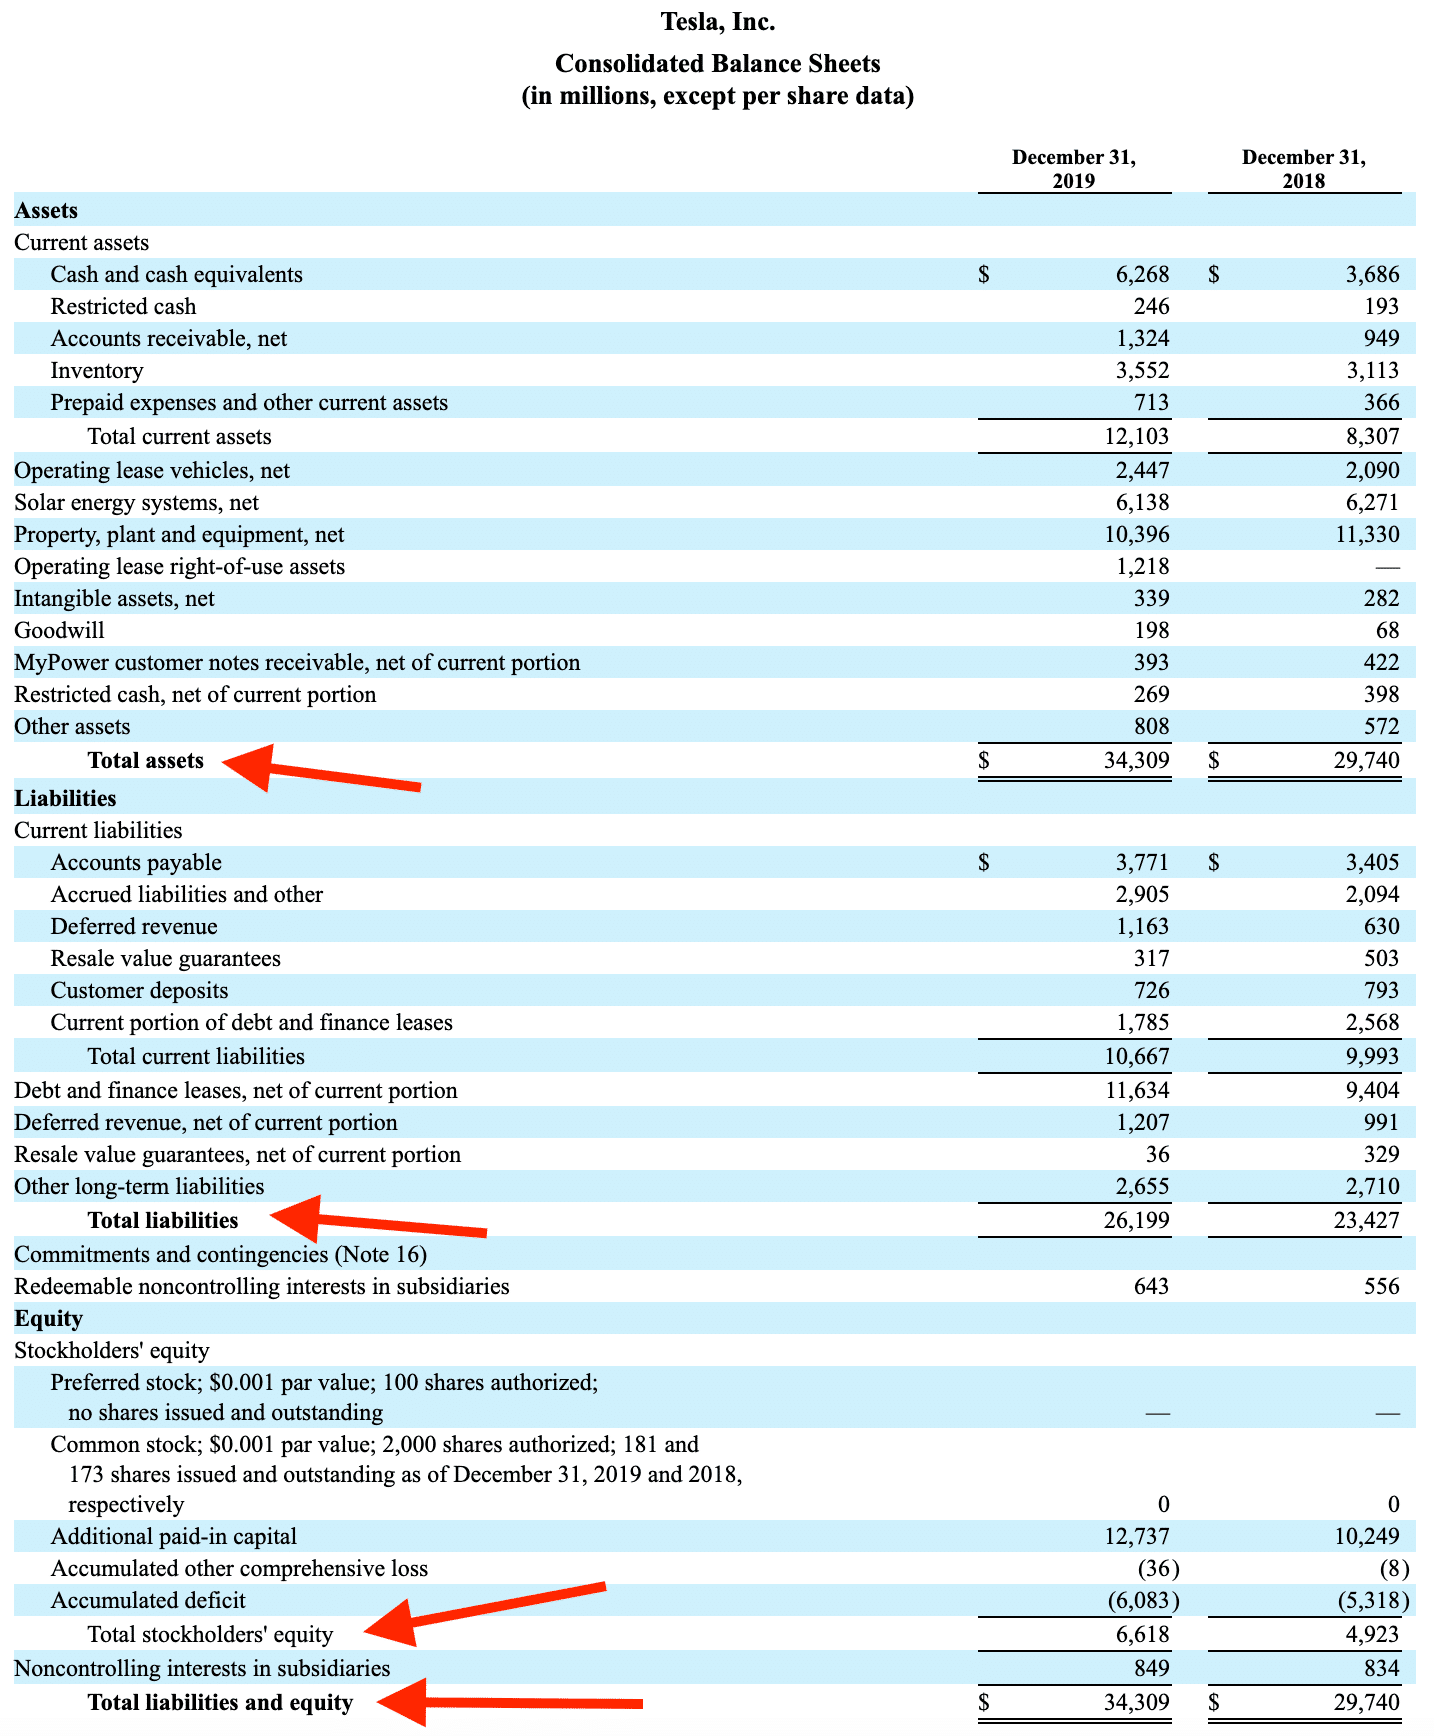 Tesla, Inc.
Consolidated Balance Sheets
(in millions, except per share data)
December 31, December 31,
2019 2018
Assets
Current assets
Cash and cash equivalents $ 6,268 $ 3,686
Restricted cash 246 193
Accounts receivable, net 1,324 949
Inventory 3,552 3,113
Prepaid expenses and other current assets 713 366
Total current assets 12,103 8,307
Operating lease vehicles, net 2,447 2,090
Solar energy systems, net 6,138 6,271
Property, plant and equipment, net 10,396 11,330
Operating lease right-of-use assets 1,218 —
Intangible assets, net 339 282
Goodwill 198 68
MyPower customer notes receivable, net of current portion 393 422
Restricted cash, net of current portion 269 398
Other assets 808 572
Total assets $ 34,309 $ 29,740
Liabilities
Current liabilities
Accounts payable $ 3,771 $ 3,405
Accrued liabilities and other 2,905 2,094
Deferred revenue 1,163 630
Resale value guarantees 317 503
Customer deposits 726 793
Current portion of debt and finance leases 1,785 2,568
Total current liabilities 10,667 9,993
Debt and finance leases, net of current portion 11,634 9,404
Deferred revenue, net of current portion 1,207 991
Resale value guarantees, net of current portion 36 329
Other long-term liabilities 2,655 2,710
Total liabilities 26,199 23,427
Commitments and contingencies (Note 16)
Redeemable noncontrolling interests in subsidiaries 643 556
Equity
Stockholders' equity
Preferred stock; $0.001 par value; 100 shares authorized;
no shares issued and outstanding — —
Common stock; $0.001 par value; 2,000 shares authorized; 181 and
173 shares issued and outstanding as of December 31, 2019 and 2018,
respectively 0 0
Additional paid-in capital 12,737 10,249
Accumulated other comprehensive loss (36) (8)
Accumulated deficit (6,083) (5,318)
Total stockholders' equity 6,618 4,923
Noncontrolling interests in subsidiaries 849 834
Total liabilities and equity $ 34,309 $ 29,740